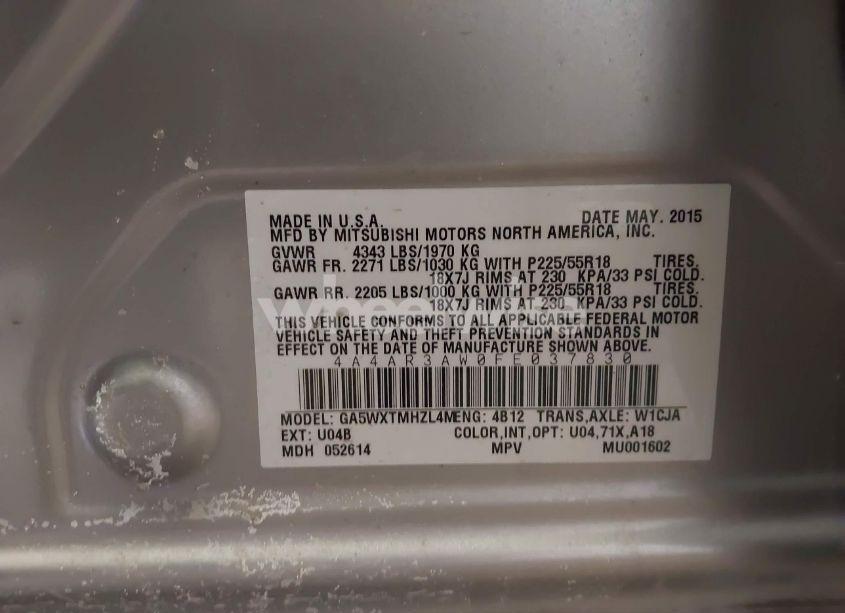 MADE IN U.S.A. DATE MAY. 2015
MFD BY MITSUBISHI MOTORS NORTH AMERICA, INC.
GVWR 4343 LBS/1970 KG
GAWR FR. 2271 LBS/1030 KG WITH P225/55R18 TIRES,
18X7J RIMS AT 230 KPA/33 PSI COLD.
GAWR RR. 2205 LBS/1000 KG WITH P225/55R18 TIRES,
18X7J RIMS AT 230 KPA/33 PSI COLD.
THIS VEHICLE CONFORMS TO ALL APPLICABLE FEDERAL MOTOR
VEHICLE SAFETY AND THEFT PREVENTION STANDARDS IN
EFFECT ON THE DATE OF MANUFACTURE SHOWN ABOVE.
4A4AR3AW0FE037830
MODEL: GA5WXTMHZL4M ENG: 4B12 TRANS,AXLE: W1CJA
EXT: U04B COLOR,INT,OPT: U04,71X,A18
MDH 052614 MPV MU001602